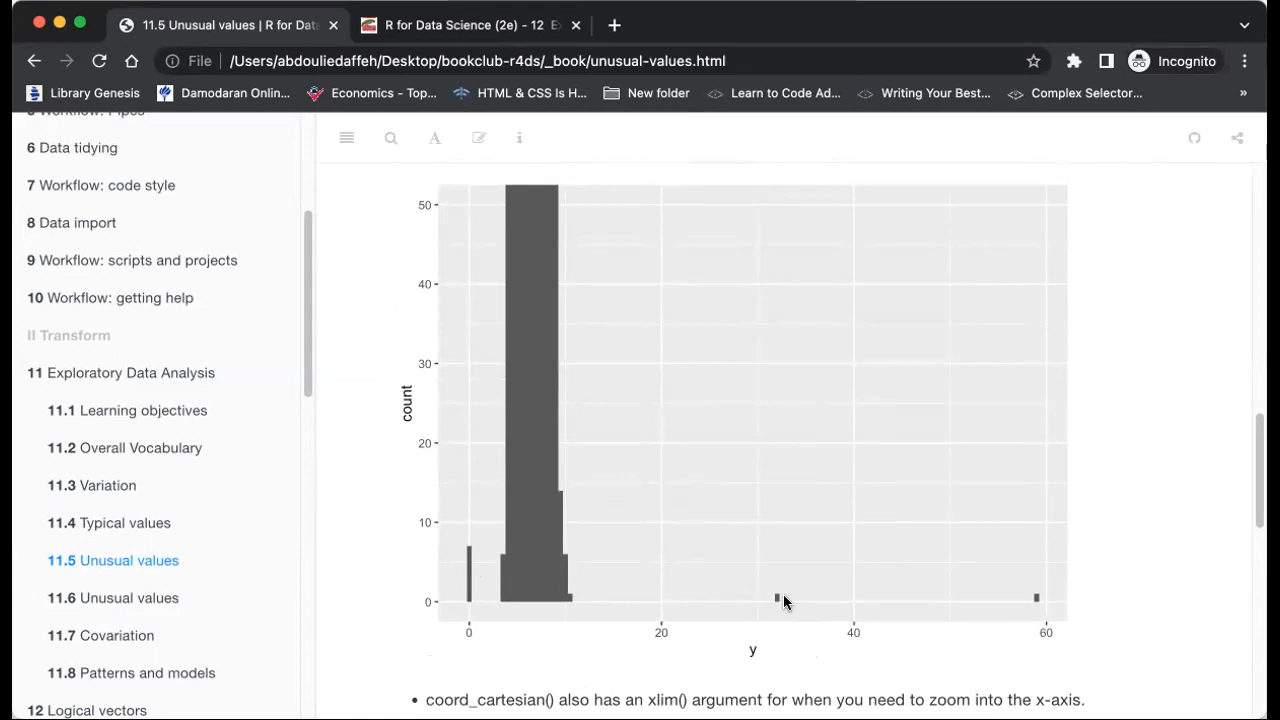 11.5 Unusual values | R for Data
R for Data Science (2e) - 12 E
File /Users/abdouliedaffeh/Desktop/bookclub-r4ds/_book/unusual-values.html
Incognito
Library Genesis
Damodaran Onlin...
Economics - Top...
HTML & CSS Is H...
New folder
Learn to Code Ad...
Writing Your Best...
Complex Selector...
»
5 Workflow: Pipes
6 Data tidying
7 Workflow: code style
8 Data import
9 Workflow: scripts and projects
10 Workflow: getting help
II Transform
11 Exploratory Data Analysis
11.1 Learning objectives
11.2 Overall Vocabulary
11.3 Variation
11.4 Typical values
11.5 Unusual values
11.6 Unusual values
11.7 Covariation
11.8 Patterns and models
12 Logical vectors
A
i
50
40
30
20
10
0
count
0 20 40 60
y
• coord_cartesian() also has an xlim() argument for when you need to zoom into the x-axis.